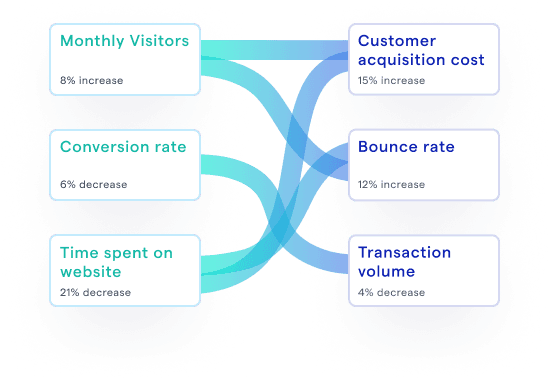 Monthly Visitors
8% increase
Customer
acquisition cost
15% increase
Conversion rate
6% decrease
Bounce rate
12% increase
Time spent on
website
21% decrease
Transaction
volume
4% decrease